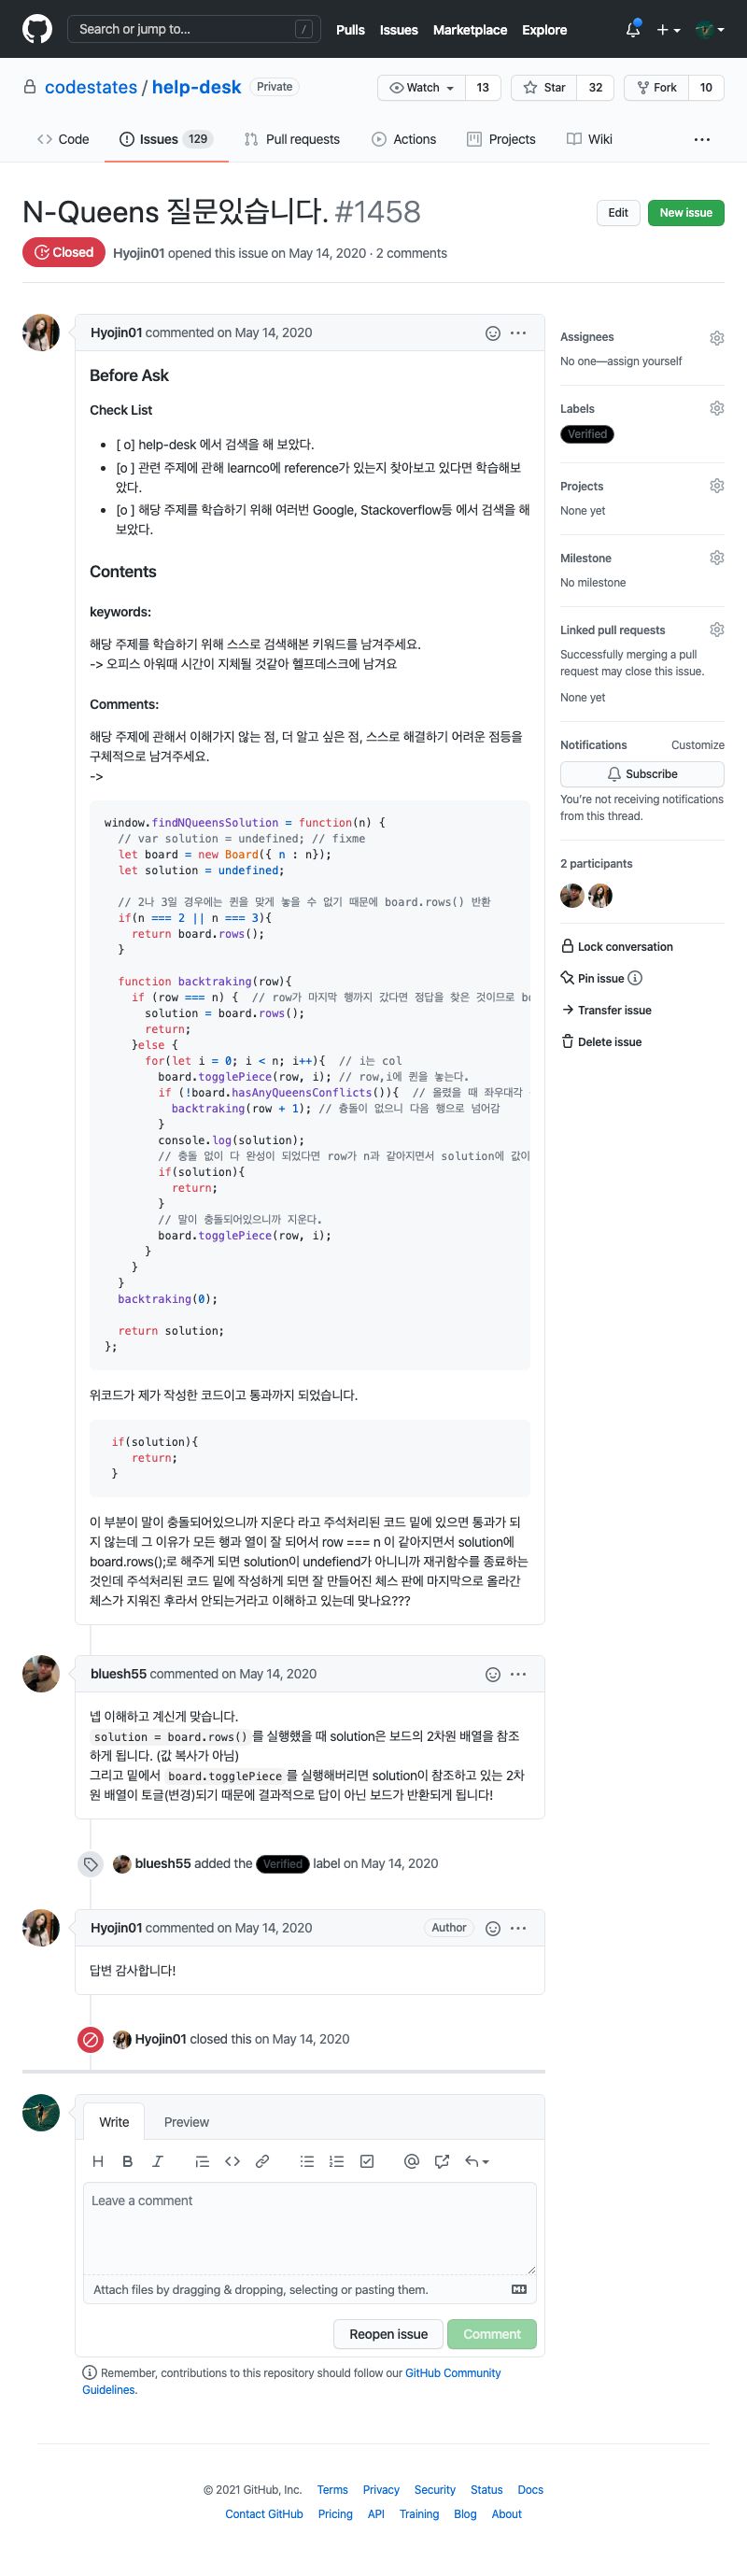 Search or jump to...
/
Pulls Issues Marketplace Explore
codestates / help-desk Private
Watch 13 Star 32 Fork 10
Code Issues 129 Pull requests Actions Projects Wiki ...
N-Queens 질문있습니다. #1458
Edit New issue
Closed Hyojin01 opened this issue on May 14, 2020 · 2 comments
Hyojin01 commented on May 14, 2020
Before Ask
Check List
• [ o] help-desk 에서 검색을 해 보았다.
• [o ] 관련 주제에 관해 learnco에 reference가 있는지 찾아보고 있다면 학습해보
았다.
• [o ] 해당 주제를 학습하기 위해 여러번 Google, Stackoverflow등 에서 검색을 해
보았다.
Contents
keywords:
해당 주제를 학습하기 위해 스스로 검색해본 키워드를 남겨주세요.
-> 오피스 아워때 시간이 지체될 것같아 헬프데스크에 남겨요
Comments:
해당 주제에 관해서 이해가지 않는 점, 더 알고 싶은 점, 스스로 해결하기 어려운 점등을
구체적으로 남겨주세요.
->
window.findNQueensSolution = function(n) {
// var solution = undefined; // fixme
let board = new Board({ n : n});
let solution = undefined;
// 2나 3일 경우에는 퀸을 맞게 놓을 수 없기 때문에 board.rows() 반환
if(n === 2 || n === 3){
return board.rows();
}
function backtraking(row){
if (row === n) { // row가 마지막 행까지 갔다면 정답을 찾은 것이므로 bo
solution = board.rows();
return;
}else {
for(let i = 0; i < n; i++){ // i는 col
board.togglePiece(row, i); // row,i에 퀸을 놓는다.
if (!board.hasAnyQueensConflicts()){ // 올렸을 때 좌우대각
backtraking(row + 1); // 츙돌이 없으니 다음 행으로 넘어감
}
console.log(solution);
// 충돌 없이 다 완성이 되었다면 row가 n과 같아지면서 solution에 값이
if(solution){
return;
}
// 말이 충돌되어있으니까 지운다.
board.togglePiece(row, i);
}
}
}
backtraking(0);
return solution;
};
위코드가 제가 작성한 코드이고 통과까지 되었습니다.
if(solution){
return;
}
이 부분이 말이 충돌되어있으니까 지운다 라고 주석처리된 코드 밑에 있으면 통과가 되
지 않는데 그 이유가 모든 행과 열이 잘 되어서 row === n 이 같아지면서 solution에
board.rows();로 해주게 되면 solution이 undefiend가 아니니까 재귀함수를 종료하는
것인데 주석처리된 코드 밑에 작성하게 되면 잘 만들어진 체스 판에 마지막으로 올라간
체스가 지워진 후라서 안되는거라고 이해하고 있는데 맞나요???
bluesh55 commented on May 14, 2020
넵 이해하고 계신게 맞습니다.
solution = board.rows() 를 실행했을 때 solution은 보드의 2차원 배열을 참조
하게 됩니다. (값 복사가 아님)
그리고 밑에서 board.togglePiece 를 실행해버리면 solution이 참조하고 있는 2차
원 배열이 토글(변경)되기 때문에 결과적으로 답이 아닌 보드가 반환되게 됩니다!
bluesh55 added the Verified label on May 14, 2020
Hyojin01 commented on May 14, 2020 Author
답변 감사합니다!
Hyojin01 closed this on May 14, 2020
Write Preview
Leave a comment
Attach files by dragging & dropping, selecting or pasting them.
Reopen issue Comment
Remember, contributions to this repository should follow our GitHub Community
Guidelines.
Assignees
No one—assign yourself
Labels
Verified
Projects
None yet
Milestone
No milestone
Linked pull requests
Successfully merging a pull
request may close this issue.
None yet
Notifications Customize
Subscribe
You're not receiving notifications
from this thread.
2 participants
Lock conversation
Pin issue
Transfer issue
Delete issue
© 2021 GitHub, Inc. Terms Privacy Security Status Docs
Contact GitHub Pricing API Training Blog About